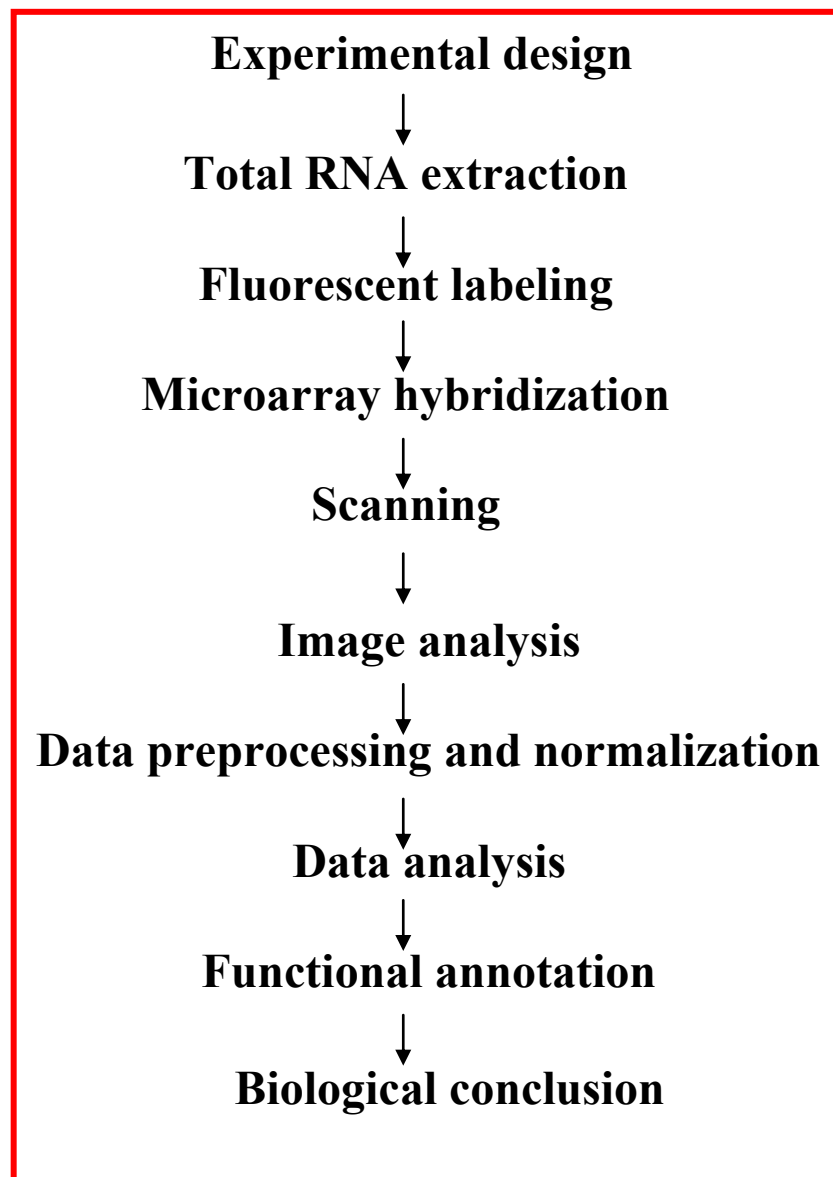 Experimental design
Total RNA extraction
Fluorescent labeling
Microarray hybridization
Scanning
Image analysis
Data preprocessing and normalization
Data analysis
Functional annotation
Biological conclusion